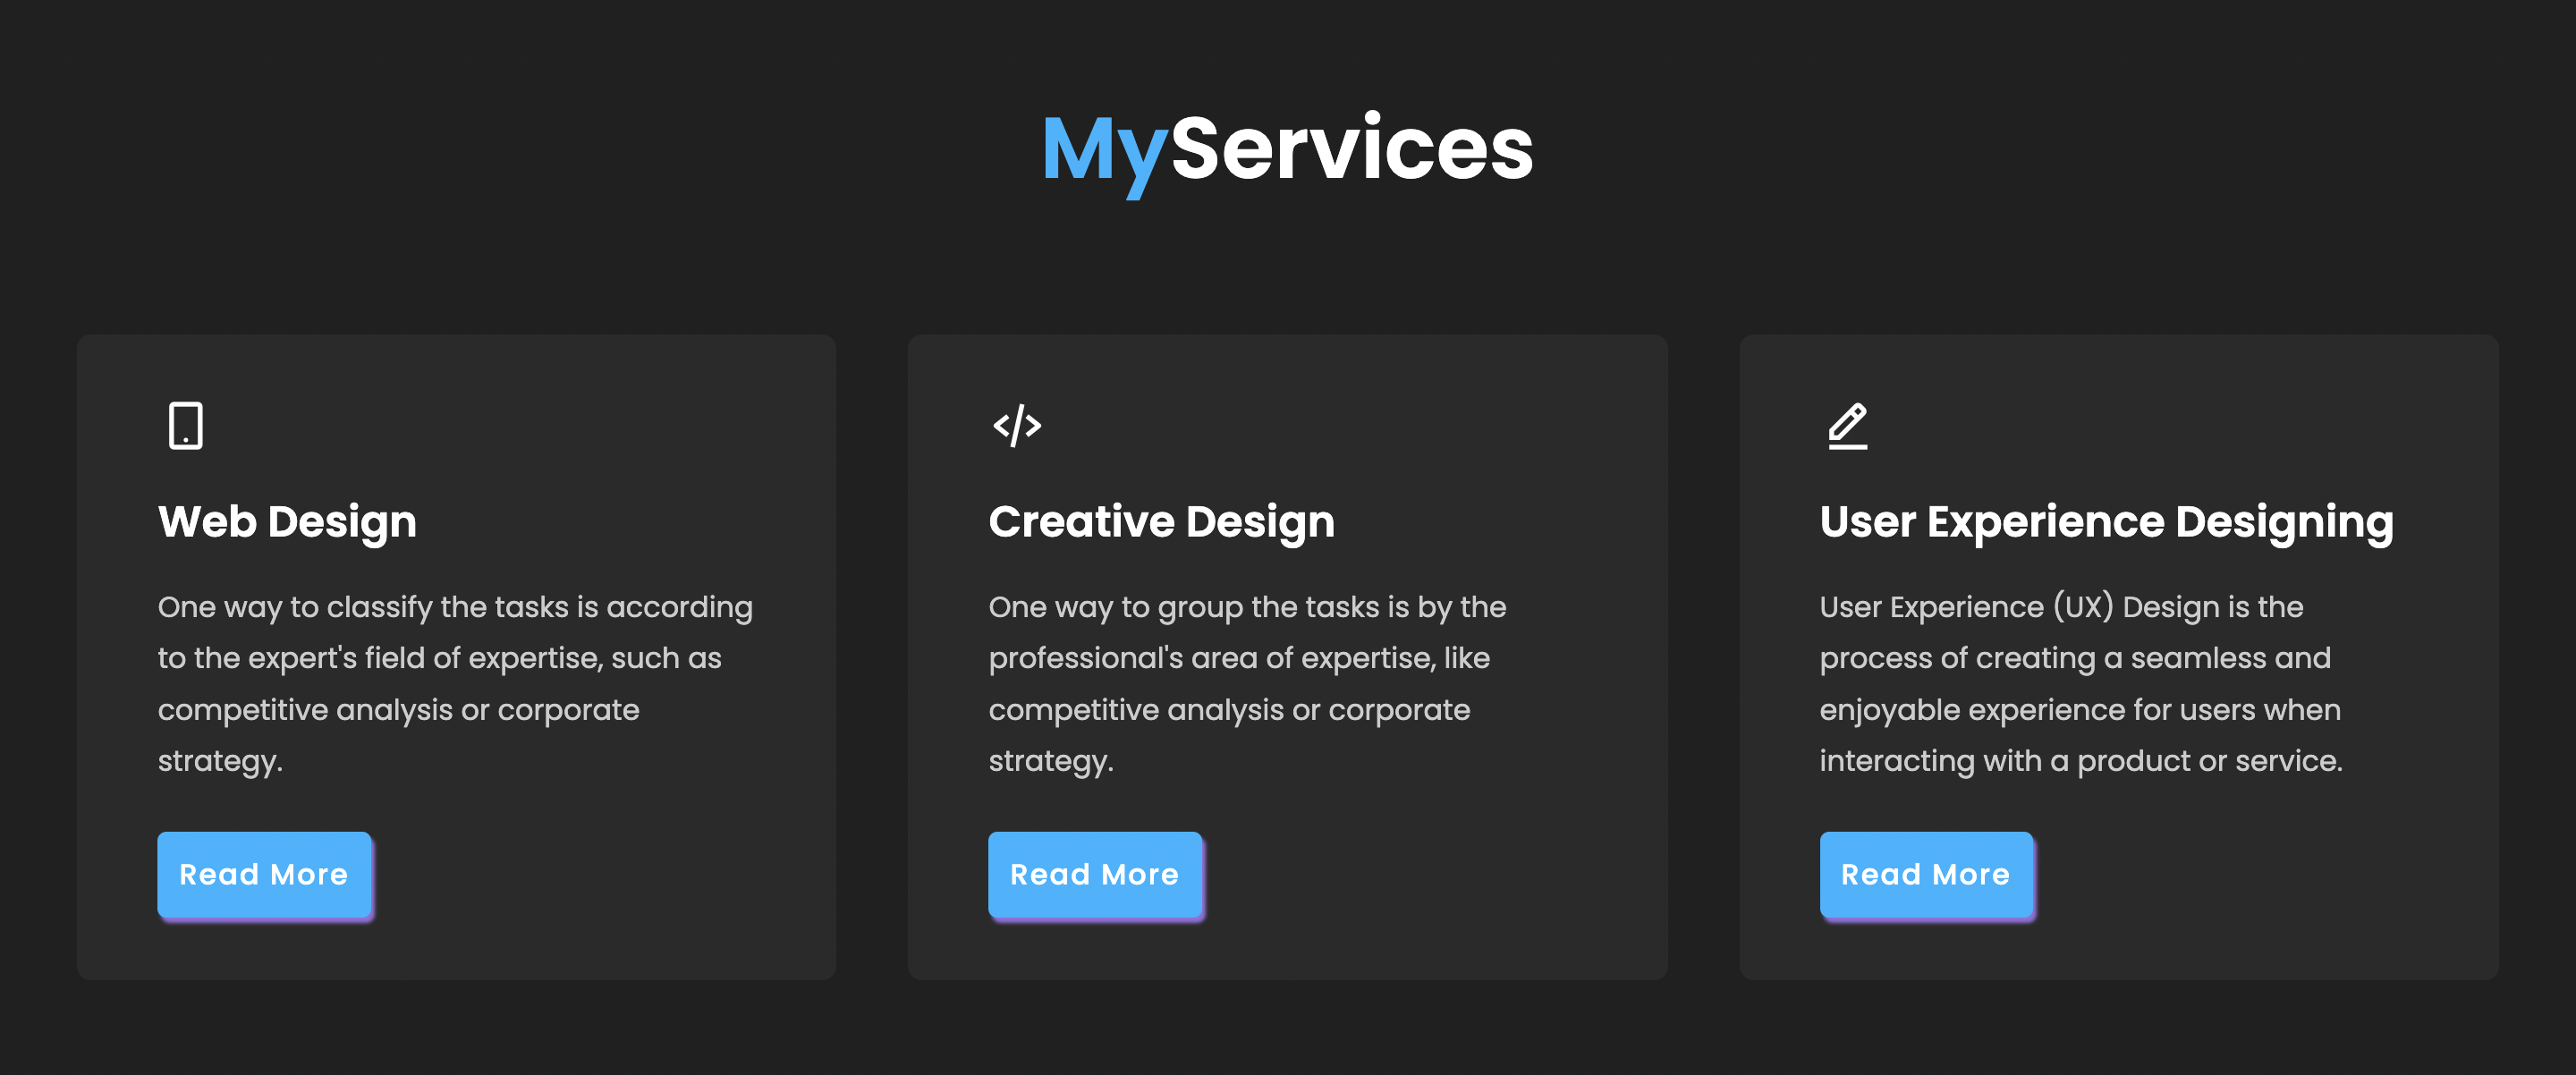 MyServices
Web Design
One way to classify the tasks is according
to the expert's field of expertise, such as
competitive analysis or corporate
strategy.
Read More
Creative Design
One way to group the tasks is by the
professional's area of expertise, like
competitive analysis or corporate
strategy.
Read More
User Experience Designing
User Experience (UX) Design is the
process of creating a seamless and
enjoyable experience for users when
interacting with a product or service.
Read More